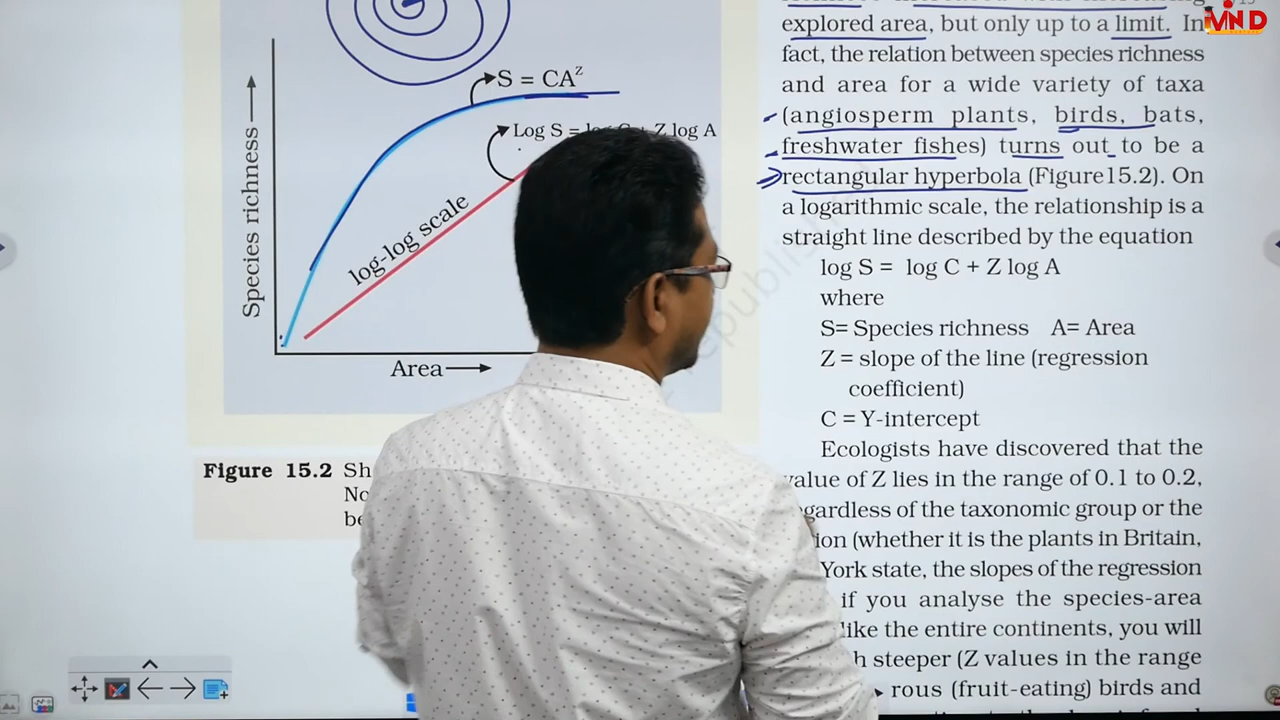 explored area, but only up to a limit. In
fact, the relation between species richness
and area for a wide variety of taxa
(angiosperm plants, birds, bats,
freshwater fishes) turns out to be a
rectangular hyperbola (Figure15.2). On
a logarithmic scale, the relationship is a
straight line described by the equation
log S = log C + Z log A
where
S= Species richness A= Area
Z = slope of the line (regression
coefficient)
C = Y-intercept
Ecologists have discovered that the
value of Z lies in the range of 0.1 to 0.2,
regardless of the taxonomic group or the
(whether it is the plants in Britain,
York state, the slopes of the regression
if you analyse the species-area
like the entire continents, you will
steeper (Z values in the range
(fruit-eating) birds and
S = CA^Z
Log S = log C + Z log A
log-log scale
Species richness
Area
Figure 15.2
MIND